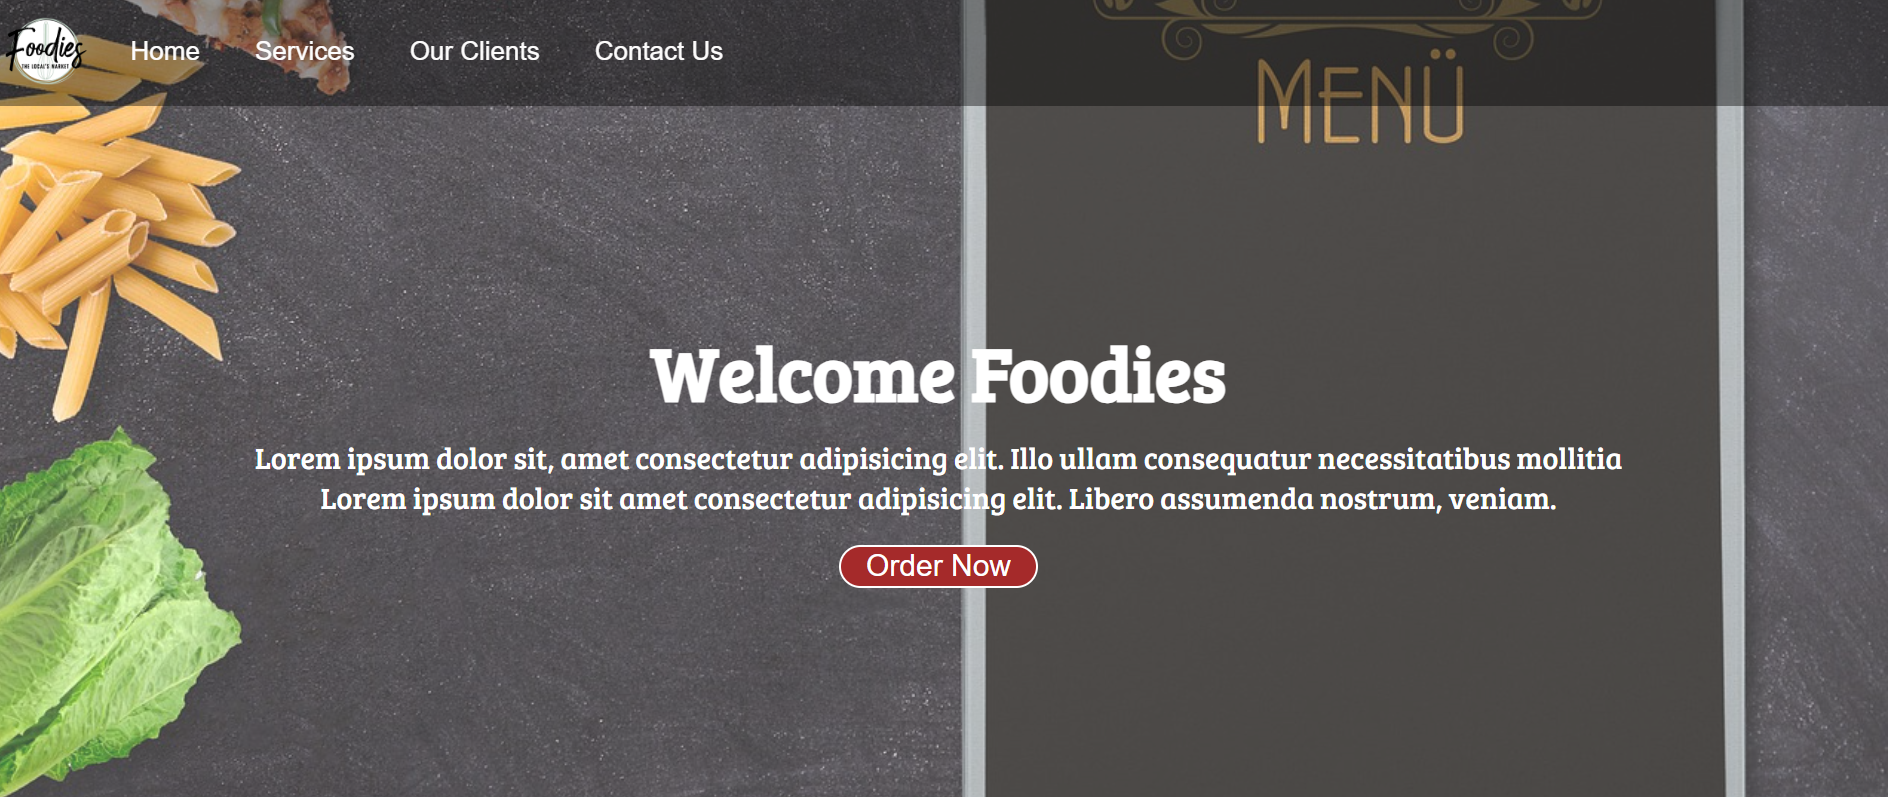 Foodies
THE LOCAL'S MARKET
Home Services Our Clients Contact Us
MENÜ
Welcome Foodies
Lorem ipsum dolor sit, amet consectetur adipisicing elit. Illo ullam consequatur necessitatibus mollitia
Lorem ipsum dolor sit amet consectetur adipisicing elit. Libero assumenda nostrum, veniam.
Order Now